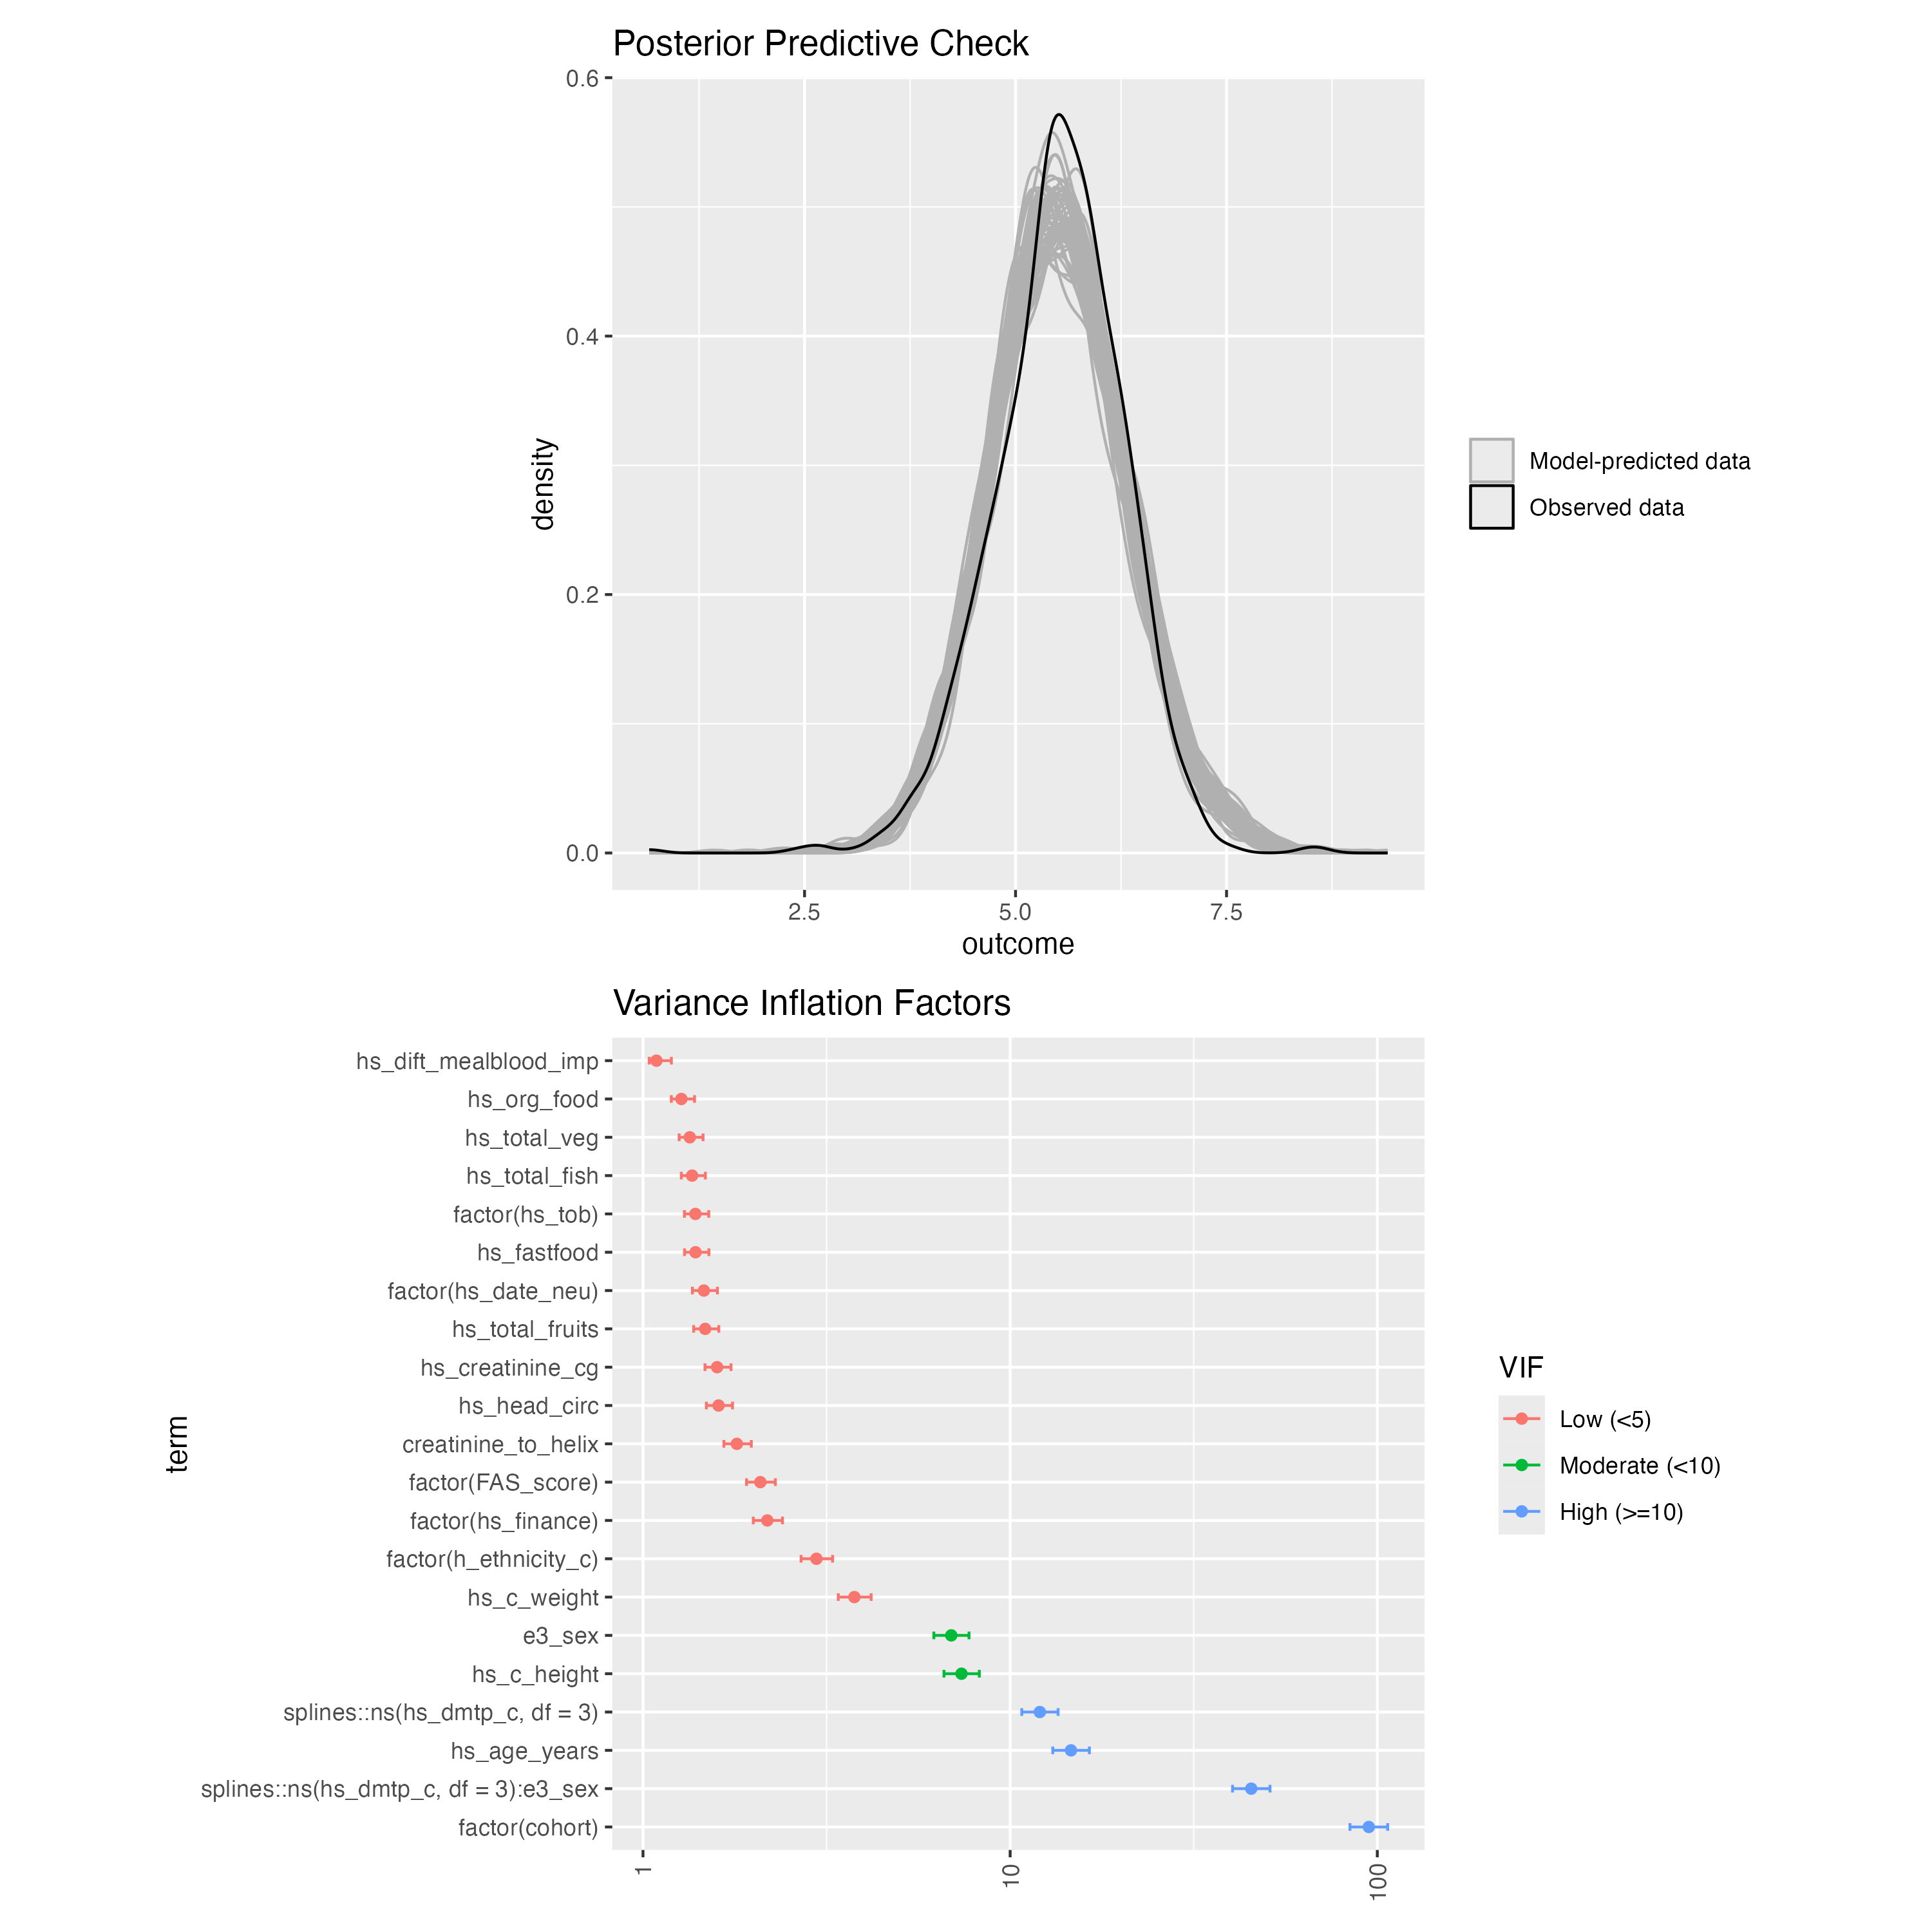 Posterior Predictive Check
0.6
0.4
0.2
0.0
density
2.5 5.0 7.5
outcome
Model-predicted data
Observed data
Variance Inflation Factors
term
hs_dift_mealblood_imp
hs_org_food
hs_total_veg
hs_total_fish
factor(hs_tob)
hs_fastfood
factor(hs_date_neu)
hs_total_fruits
hs_creatinine_cg
hs_head_circ
creatinine_to_helix
factor(FAS_score)
factor(hs_finance)
factor(h_ethnicity_c)
hs_c_weight
e3_sex
hs_c_height
splines::ns(hs_dmtp_c, df = 3)
hs_age_years
splines::ns(hs_dmtp_c, df = 3):e3_sex
factor(cohort)
1 10 100
VIF
Low (<5)
Moderate (<10)
High (>=10)